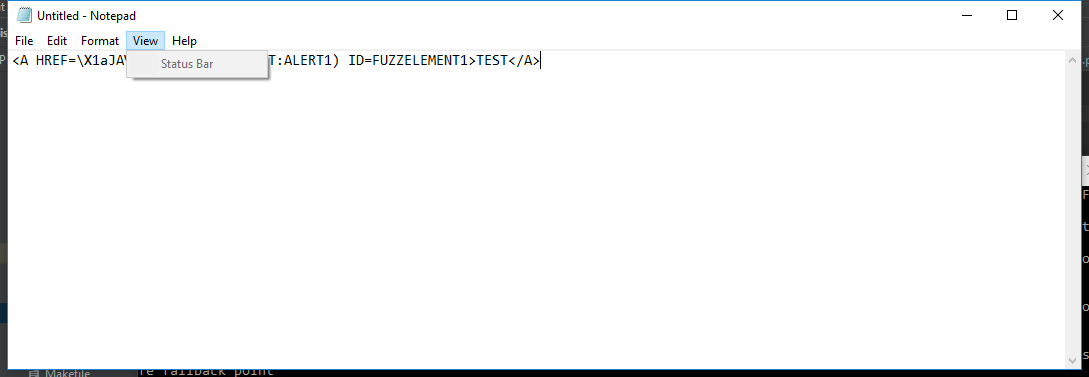 Untitled - Notepad
File Edit Format View Help
<A HREF=\X1aJAV T:ALERT1) ID=FUZZELEMENT1>TEST</A>
Status Bar
Makefile
re fallback point